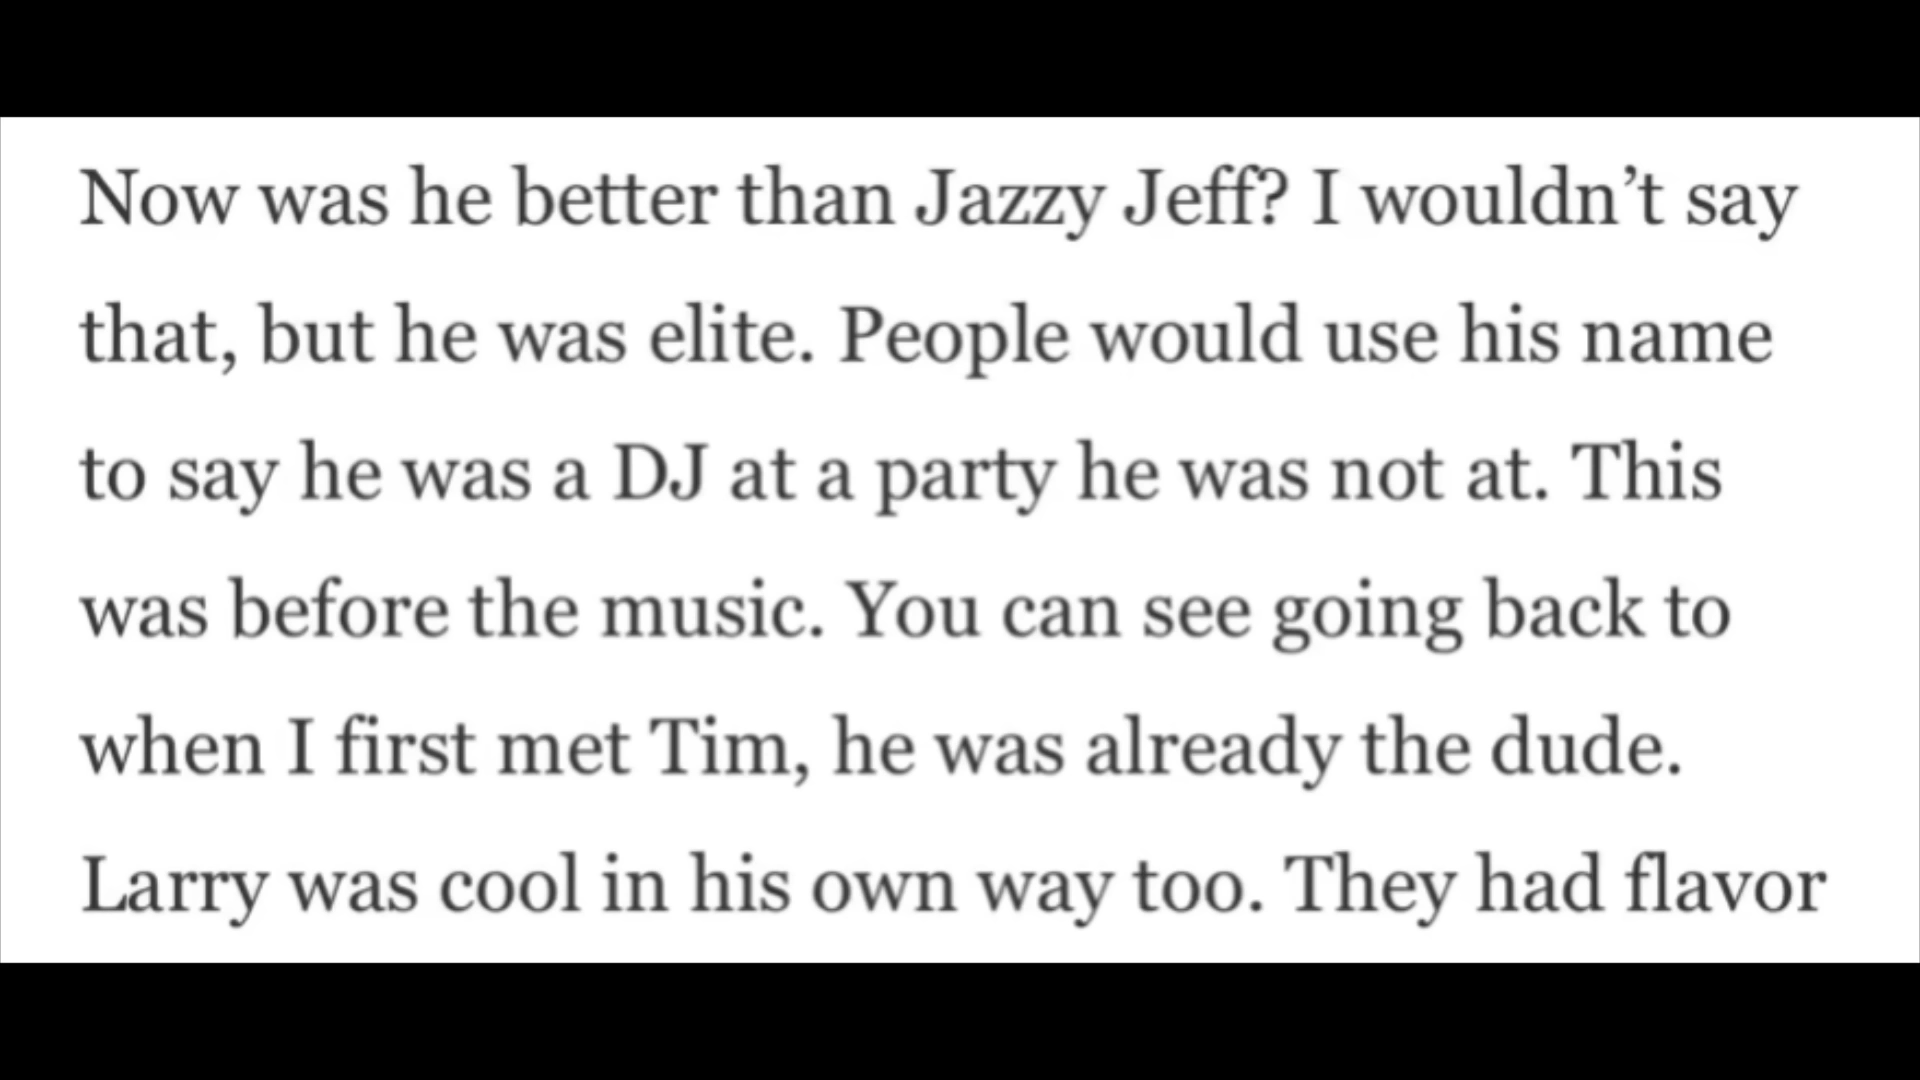 Now was he better than Jazzy Jeff? I wouldn’t say
that, but he was elite. People would use his name
to say he was a DJ at a party he was not at. This
was before the music. You can see going back to
when I first met Tim, he was already the dude.
Larry was cool in his own way too. They had flavor